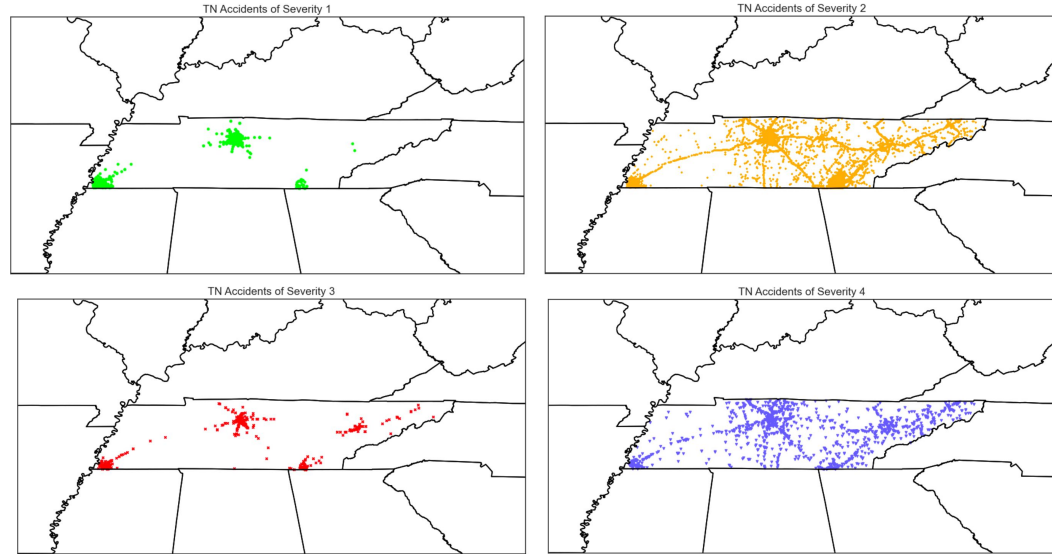 TN Accidents of Severity 1
TN Accidents of Severity 2
TN Accidents of Severity 3
TN Accidents of Severity 4